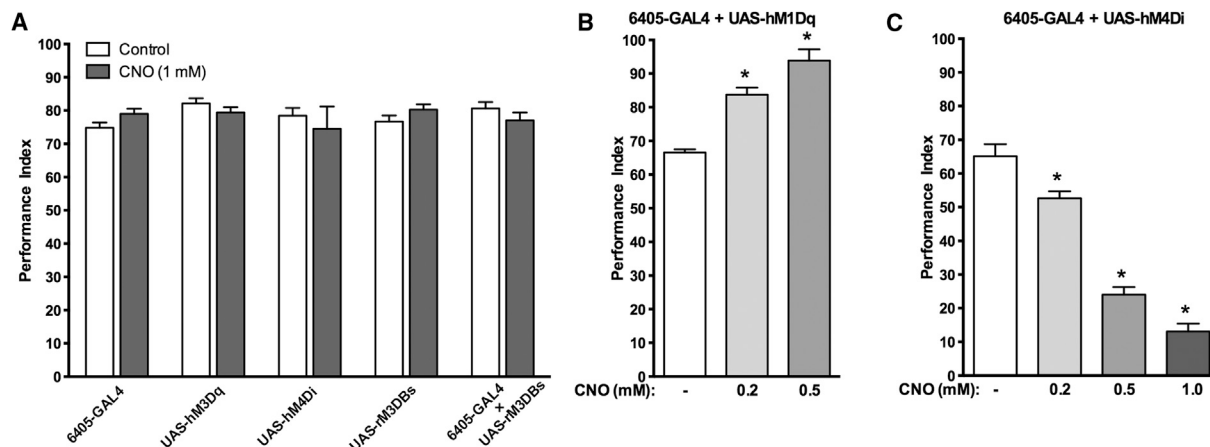 A
Control
CNO (1 mM)
Performance Index
100
90
80
70
60
50
40
30
20
10
0
6405-GAL4
UAS-hM3Dq
UAS-hM4Di
UAS-rM3DBs
6405-GAL4
+
UAS-rM3DBs
B
6405-GAL4 + UAS-hM1Dq
Performance Index
100
90
80
70
60
50
40
30
20
10
0
*
*
CNO (mM): - 0.2 0.5
C
6405-GAL4 + UAS-hM4Di
Performance Index
100
90
80
70
60
50
40
30
20
10
0
*
*
*
CNO (mM): - 0.2 0.5 1.0